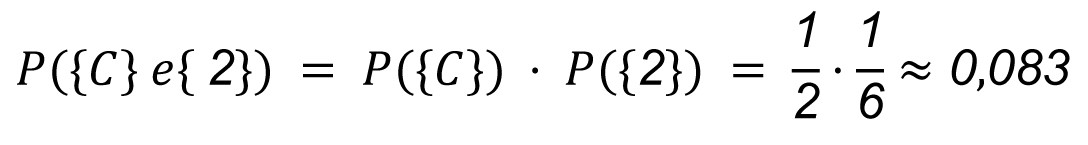 P({C} e{ 2}) = P({C}) · P({2}) = 1/2 · 1/6 ≈ 0,083